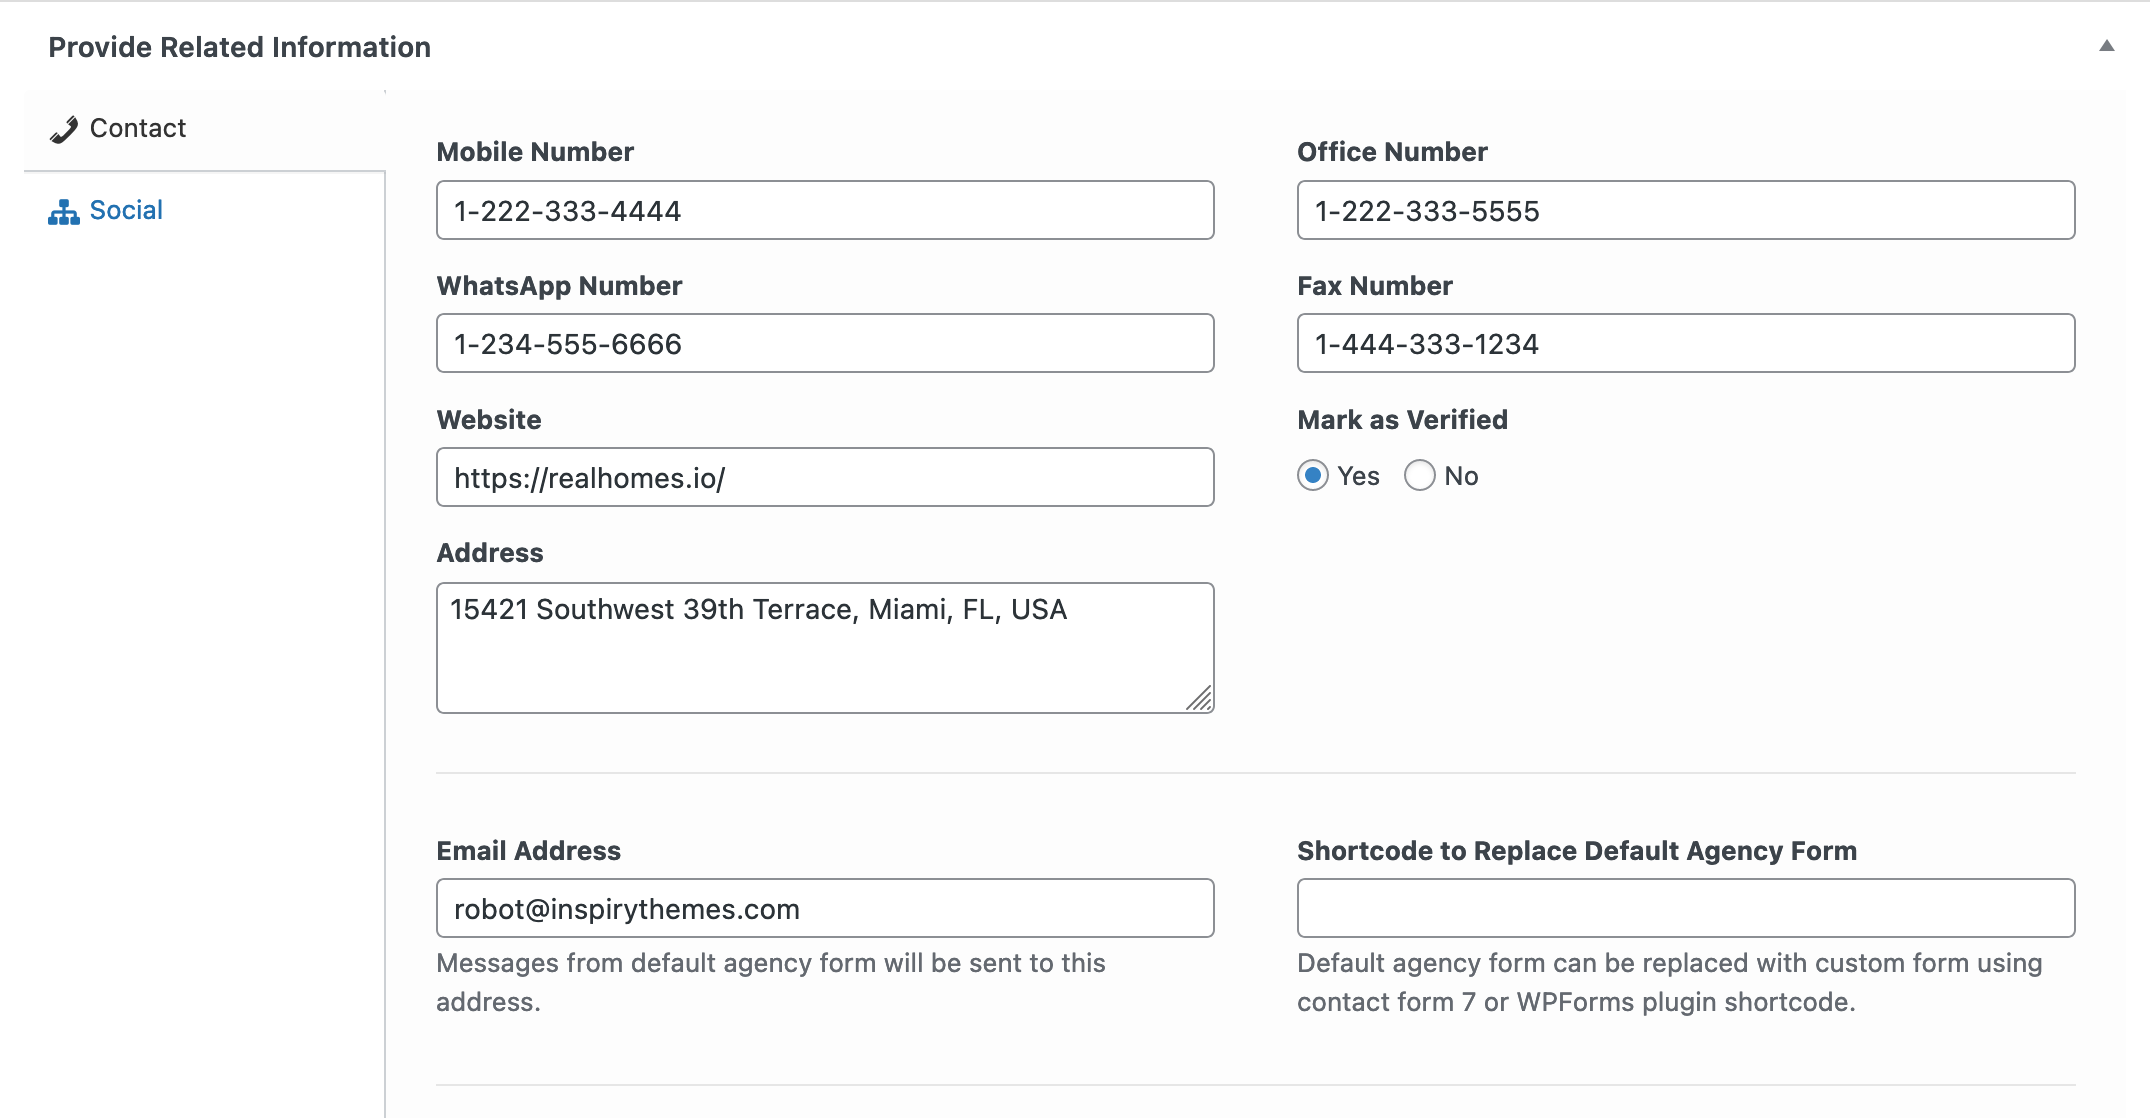 Provide Related Information
Contact
Social
Mobile Number
1-222-333-4444
Office Number
1-222-333-5555
WhatsApp Number
1-234-555-6666
Fax Number
1-444-333-1234
Website
https://realhomes.io/
Mark as Verified
Yes No
Address
15421 Southwest 39th Terrace, Miami, FL, USA
Email Address
robot@inspirythemes.com
Messages from default agency form will be sent to this
address.
Shortcode to Replace Default Agency Form
Default agency form can be replaced with custom form using
contact form 7 or WPForms plugin shortcode.